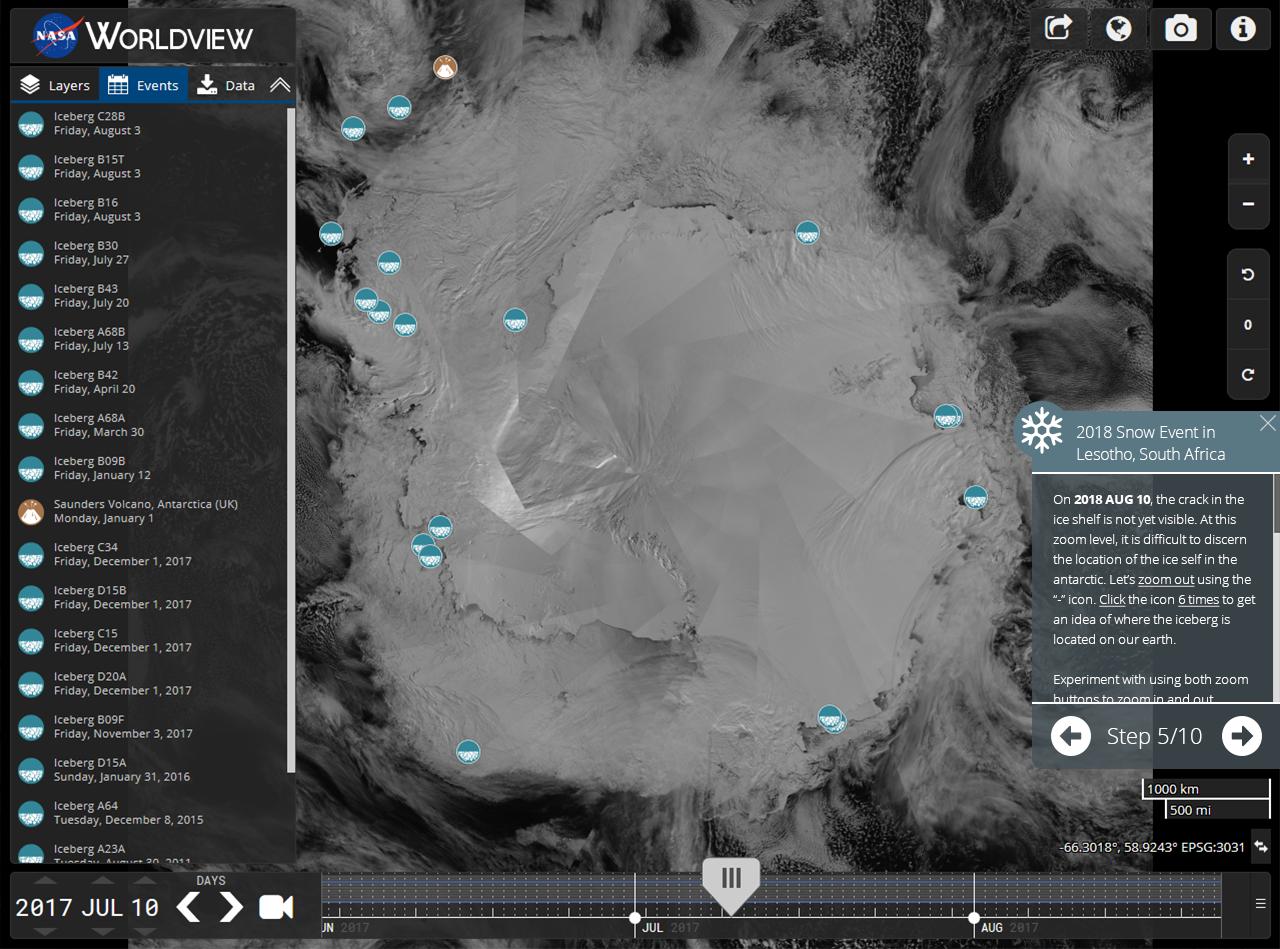 NASA WORLDVIEW
Layers Events Data
Iceberg C28B
Friday, August 3
Iceberg B15T
Friday, August 3
Iceberg B16
Friday, August 3
Iceberg B30
Friday, July 27
Iceberg B43
Friday, July 20
Iceberg A68B
Friday, July 13
Iceberg B42
Friday, April 20
Iceberg A68A
Friday, March 30
Iceberg B09B
Friday, January 12
Saunders Volcano, Antarctica (UK)
Monday, January 1
Iceberg C34
Friday, December 1, 2017
Iceberg D15B
Friday, December 1, 2017
Iceberg C15
Friday, December 1, 2017
Iceberg D20A
Friday, December 1, 2017
Iceberg B09F
Friday, November 3, 2017
Iceberg D15A
Sunday, January 31, 2016
Iceberg A64
Tuesday, December 8, 2015
Iceberg A23A
Tuesday, August 30, 2011
+
−
0
2018 Snow Event in
Lesotho, South Africa
On 2018 AUG 10, the crack in the
ice shelf is not yet visible. At this
zoom level, it is difficult to discern
the location of the ice self in the
antarctic. Let's zoom out using the
“-” icon. Click the icon 6 times to get
an idea of where the iceberg is
located on our earth.
Experiment with using both zoom
buttons to zoom in and out
Step 5/10
1000 km
500 mi
-66.3018°, 58.9243° EPSG:3031
DAYS
2017 JUL 10
UN 2017 JUL 2017 AUG 2017